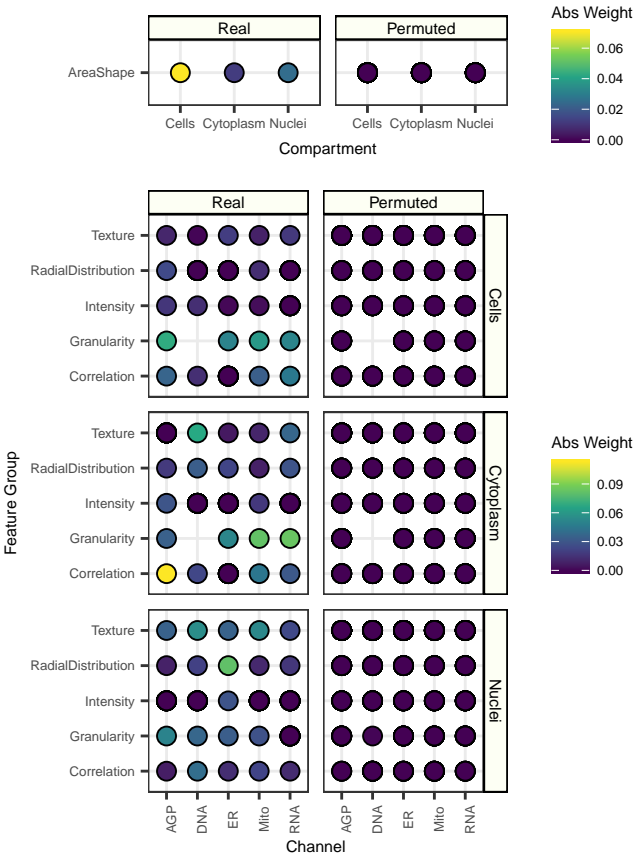 Real Permuted
AreaShape
Cells Cytoplasm Nuclei Cells Cytoplasm Nuclei
Compartment
Abs Weight
0.06
0.04
0.02
0.00
Real Permuted
Feature Group
Texture
RadialDistribution
Intensity
Granularity
Correlation
Cells
Texture
RadialDistribution
Intensity
Granularity
Correlation
Cytoplasm
Texture
RadialDistribution
Intensity
Granularity
Correlation
Nuclei
AGP DNA ER Mito RNA AGP DNA ER Mito RNA
Channel
Abs Weight
0.09
0.06
0.03
0.00